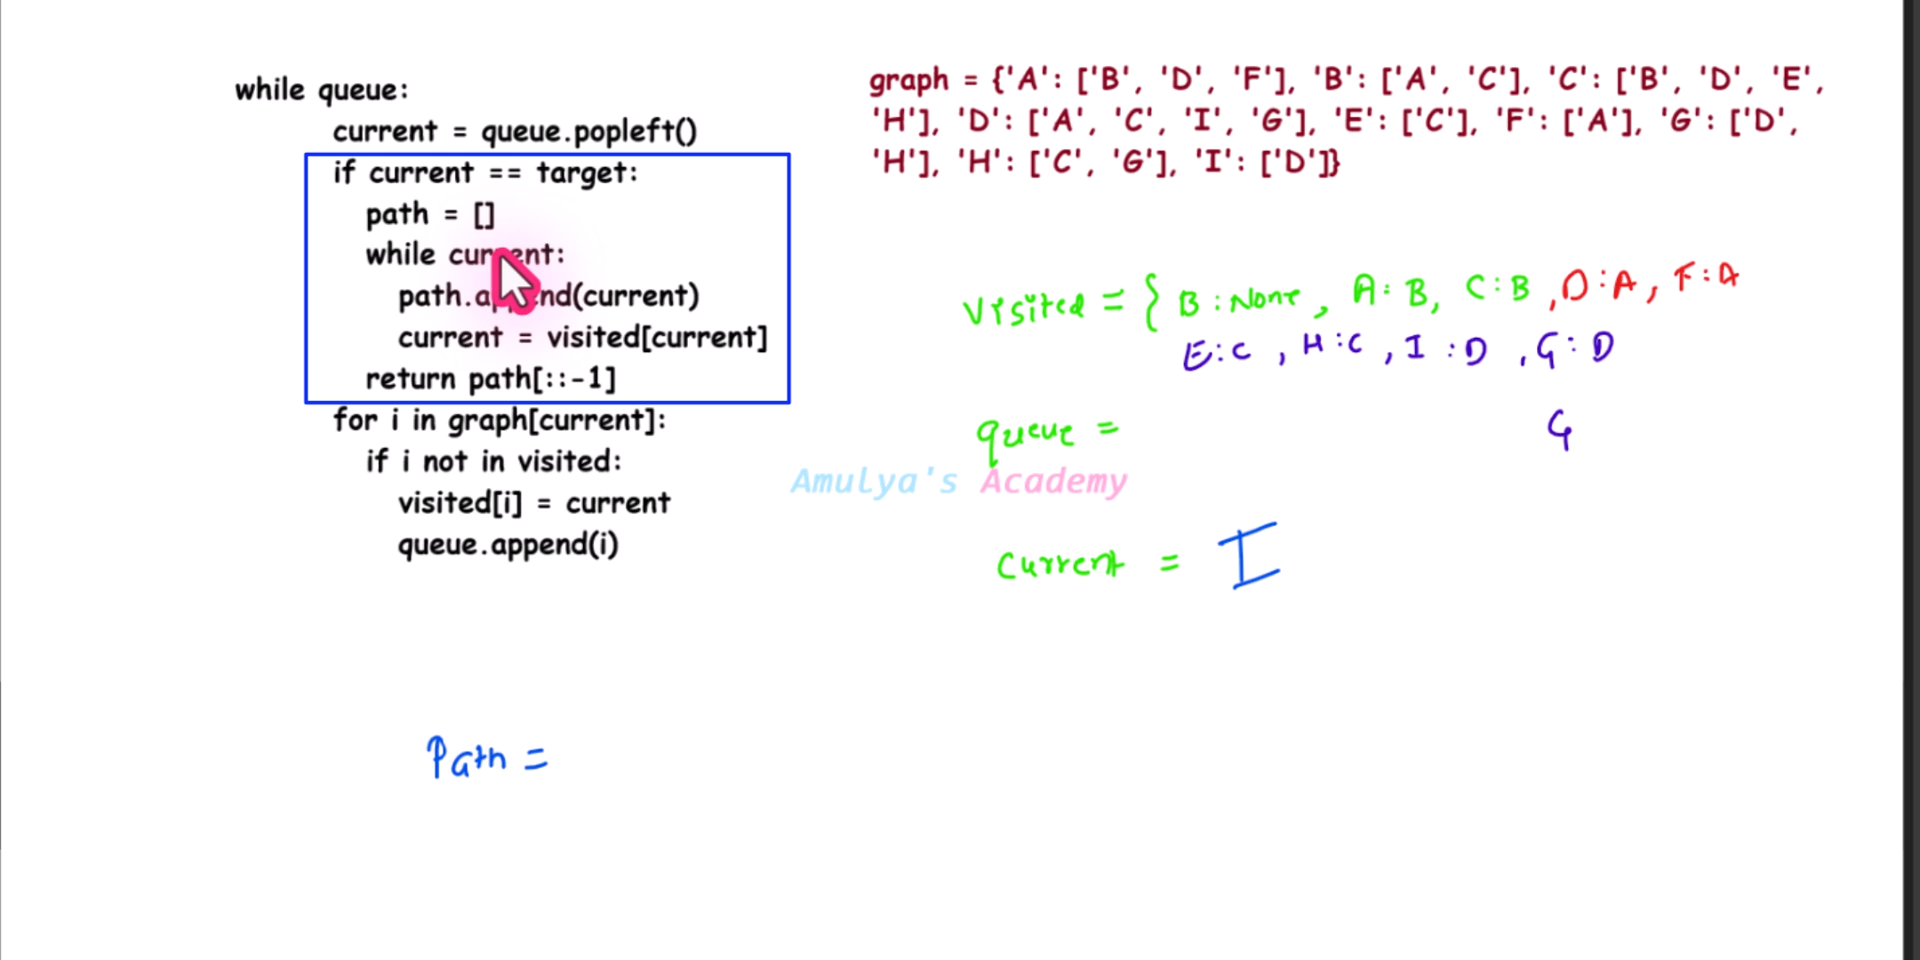 while queue:
current = queue.popleft()
if current == target:
path = []
while current:
path.append(current)
current = visited[current]
return path[::-1]
for i in graph[current]:
if i not in visited:
visited[i] = current
queue.append(i)
graph = {'A': ['B', 'D', 'F'], 'B': ['A', 'C'], 'C': ['B', 'D', 'E',
'H'], 'D': ['A', 'C', 'I', 'G'], 'E': ['C'], 'F': ['A'], 'G': ['D',
'H'], 'H': ['C', 'G'], 'I': ['D']}
Visited = { B : None, A : B, C : B, D : A, F : A
E : C, H : C, I : D, G : D
queue = G
Amulya's Academy
Current = I
Path =